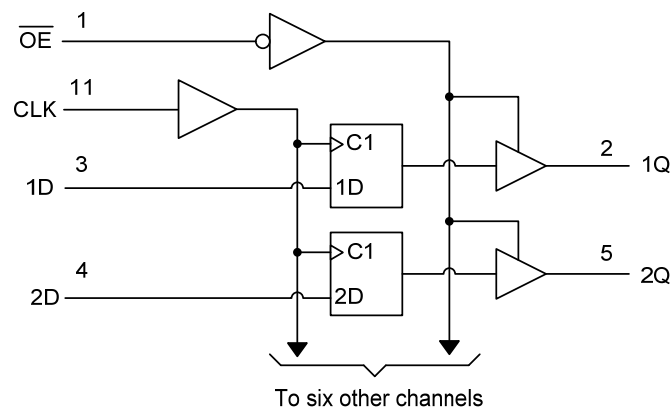 1
O̅E̅
11
CLK
C1
3
1D
1D
2
1Q
C1
4
2D
2D
5
2Q
To six other channels